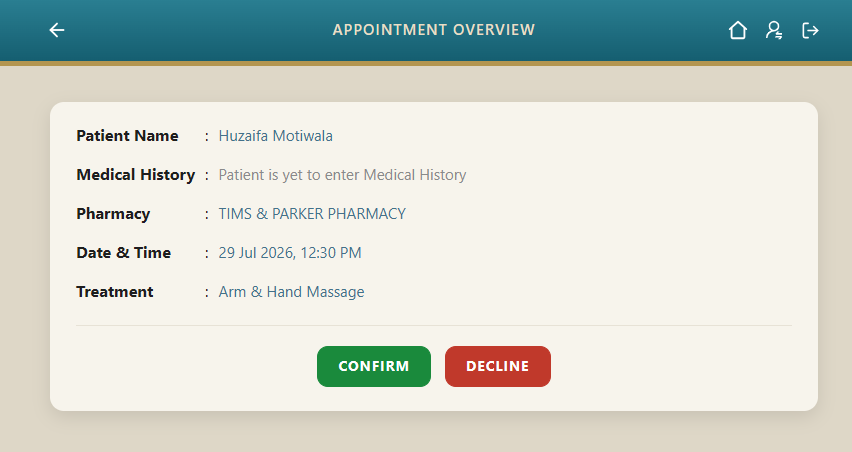 APPOINTMENT OVERVIEW
Patient Name : Huzaifa Motiwala
Medical History : Patient is yet to enter Medical History
Pharmacy : TIMS & PARKER PHARMACY
Date & Time : 29 Jul 2026, 12:30 PM
Treatment : Arm & Hand Massage
CONFIRM DECLINE